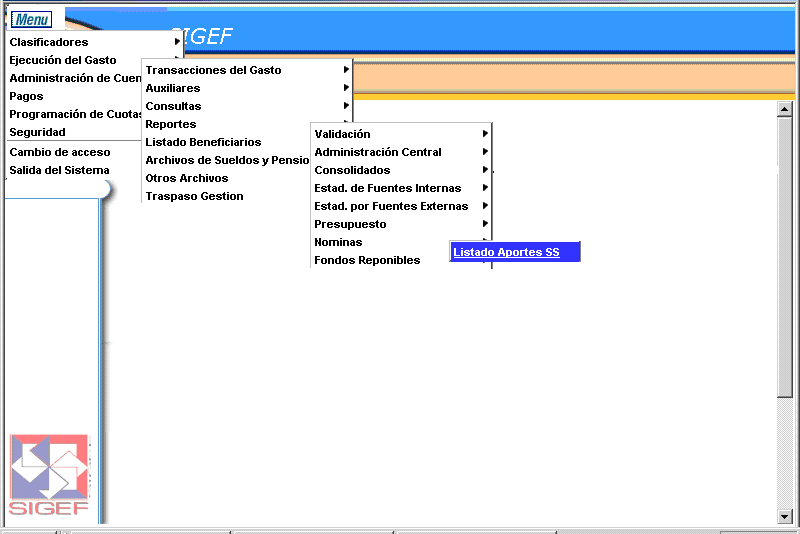 Menu
SIGEF
Clasificadores
Ejecución del Gasto
Administración de Cuen
Pagos
Programación de Cuotas
Seguridad
Cambio de acceso
Salida del Sistema
Transacciones del Gasto
Auxiliares
Consultas
Reportes
Listado Beneficiarios
Archivos de Sueldos y Pensio
Otros Archivos
Traspaso Gestion
Validación
Administración Central
Consolidados
Estad. de Fuentes Internas
Estad. por Fuentes Externas
Presupuesto
Nominas
Fondos Reponibles
Listado Aportes SS
SIGEF